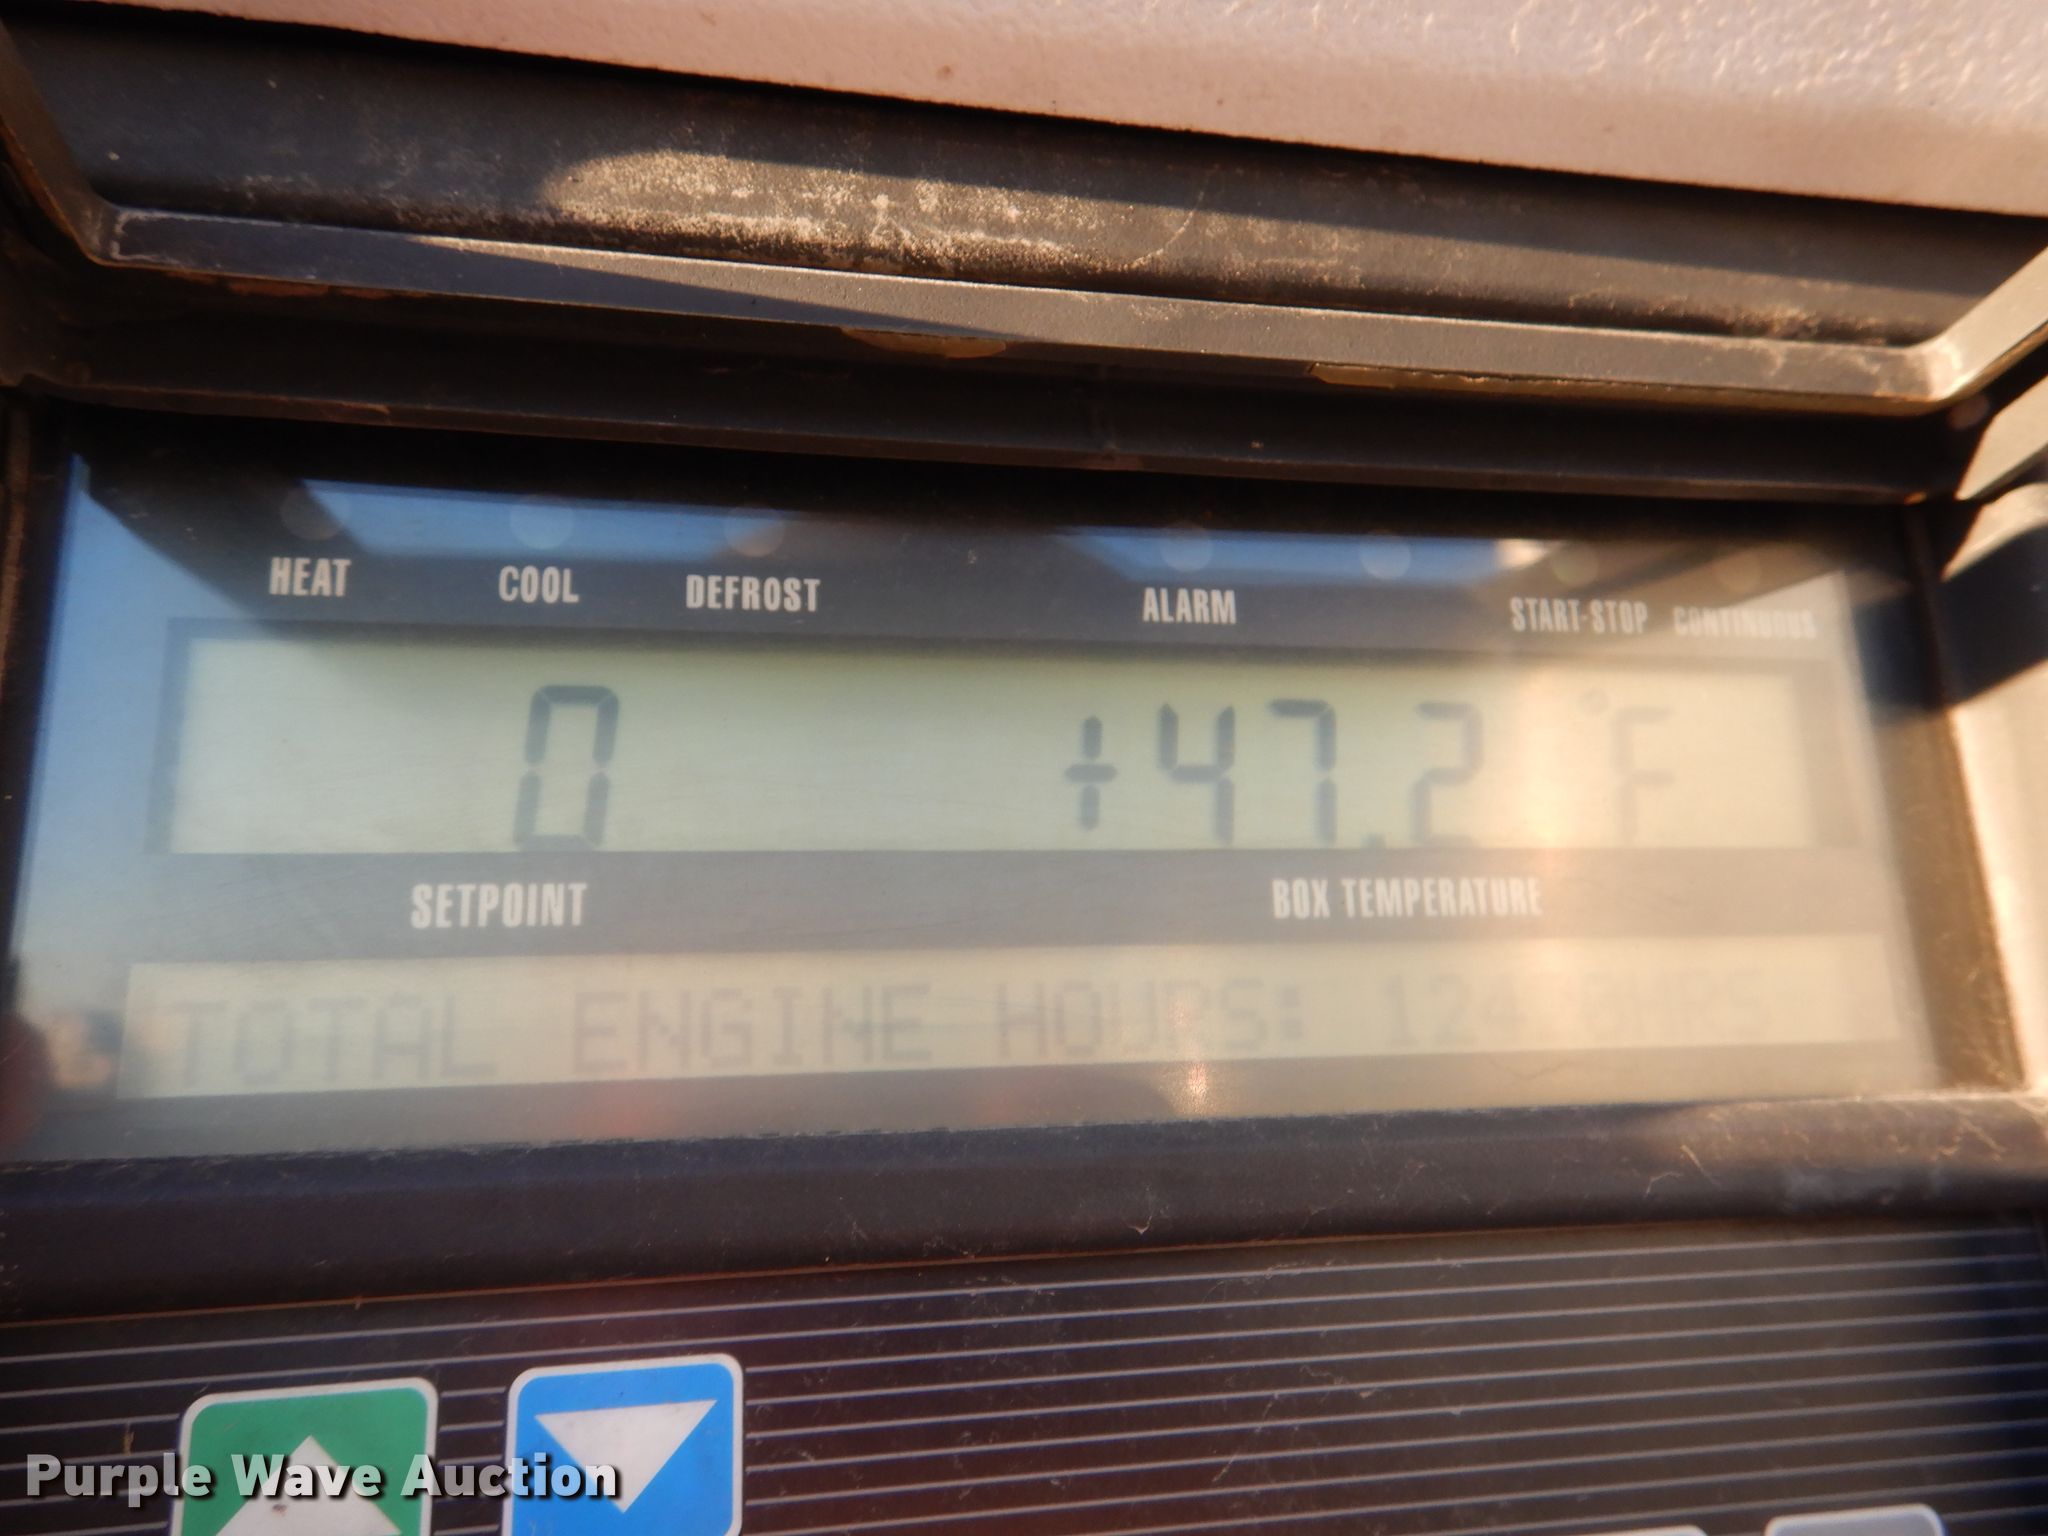 HEAT COOL DEFROST ALARM START-STOP CONTINUOUS
0 +47.2 °F
SETPOINT BOX TEMPERATURE
TOTAL ENGINE HOURS:
Purple Wave Auction